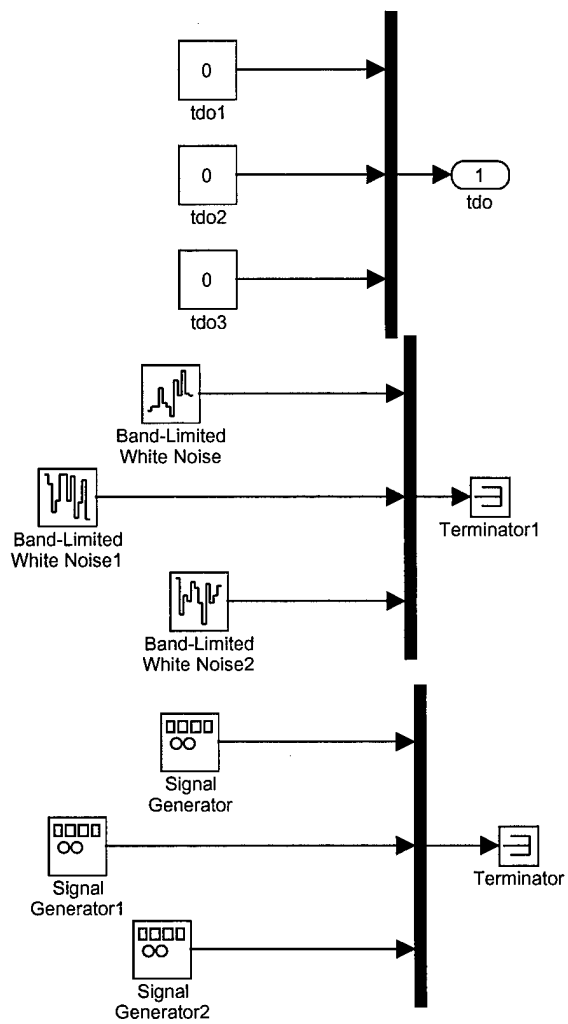 0
tdo1
0
tdo2
1
tdo
0
tdo3
Band-Limited
White Noise
Band-Limited
White Noise1
Terminator1
Band-Limited
White Noise2
Signal
Generator
Signal
Generator1
Terminator
Signal
Generator2